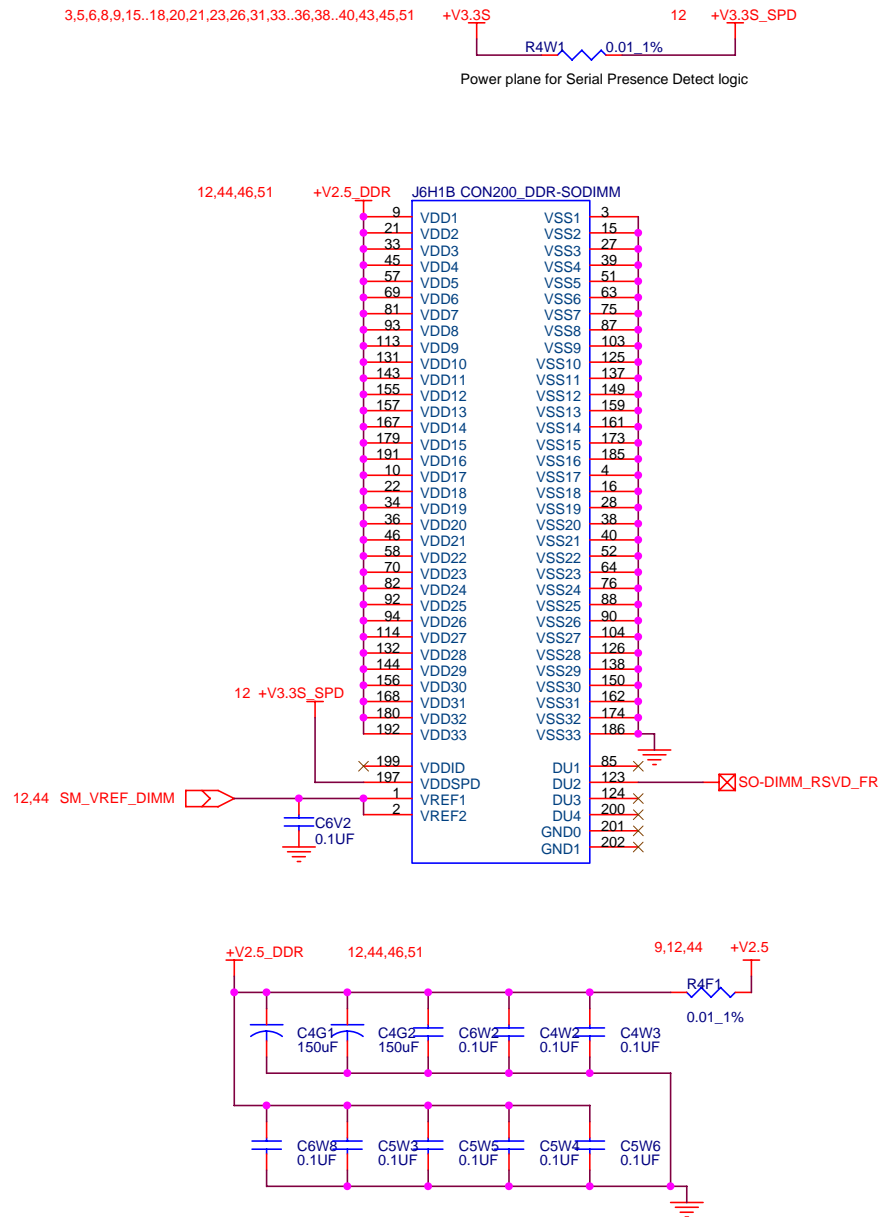 3,5,6,8,9,15..18,20,21,23,26,31,33..36,38..40,43,45,51 +V3.3S 12 +V3.3S_SPD
R4W1 0.01_1%
Power plane for Serial Presence Detect logic
12,44,46,51 +V2.5_DDR J6H1B CON200_DDR-SODIMM
9 VDD1 VSS1 3
21 VDD2 VSS2 15
33 VDD3 VSS3 27
45 VDD4 VSS4 39
57 VDD5 VSS5 51
69 VDD6 VSS6 63
81 VDD7 VSS7 75
93 VDD8 VSS8 87
113 VDD9 VSS9 103
131 VDD10 VSS10 125
143 VDD11 VSS11 137
155 VDD12 VSS12 149
157 VDD13 VSS13 159
167 VDD14 VSS14 161
179 VDD15 VSS15 173
191 VDD16 VSS16 185
10 VDD17 VSS17 4
22 VDD18 VSS18 16
34 VDD19 VSS19 28
36 VDD20 VSS20 38
46 VDD21 VSS21 40
58 VDD22 VSS22 52
70 VDD23 VSS23 64
82 VDD24 VSS24 76
92 VDD25 VSS25 88
94 VDD26 VSS26 90
114 VDD27 VSS27 104
132 VDD28 VSS28 126
144 VDD29 VSS29 138
156 VDD30 VSS30 150
168 VDD31 VSS31 162
180 VDD32 VSS32 174
192 VDD33 VSS33 186
12 +V3.3S_SPD
199 VDDID DU1 85
197 VDDSPD DU2 123 SO-DIMM_RSVD_FR
12,44 SM_VREF_DIMM 1 VREF1 DU3 124
2 VREF2 DU4 200
GND0 201
GND1 202
C6V2
0.1UF
+V2.5_DDR 12,44,46,51 9,12,44 +V2.5
R4F1
0.01_1%
C4G1 C4G2 C6W2 C4W2 C4W3
150uF 150uF 0.1UF 0.1UF 0.1UF
C6W8 C5W3 C5W5 C5W4 C5W6
0.1UF 0.1UF 0.1UF 0.1UF 0.1UF